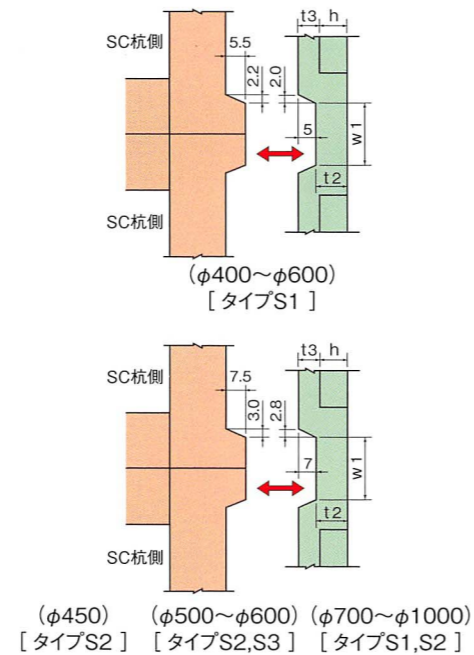 t3 h
SC杭側
5.5
2.2
2.0
5
w1
t2
SC杭側
(φ400～φ600)
[ タイプS1 ]
t3 h
SC杭側
7.5
3.0
2.8
7
w1
t2
SC杭側
(φ450) (φ500～φ600) (φ700～φ1000)
[ タイプS2 ] [ タイプS2,S3 ] [ タイプS1,S2 ]